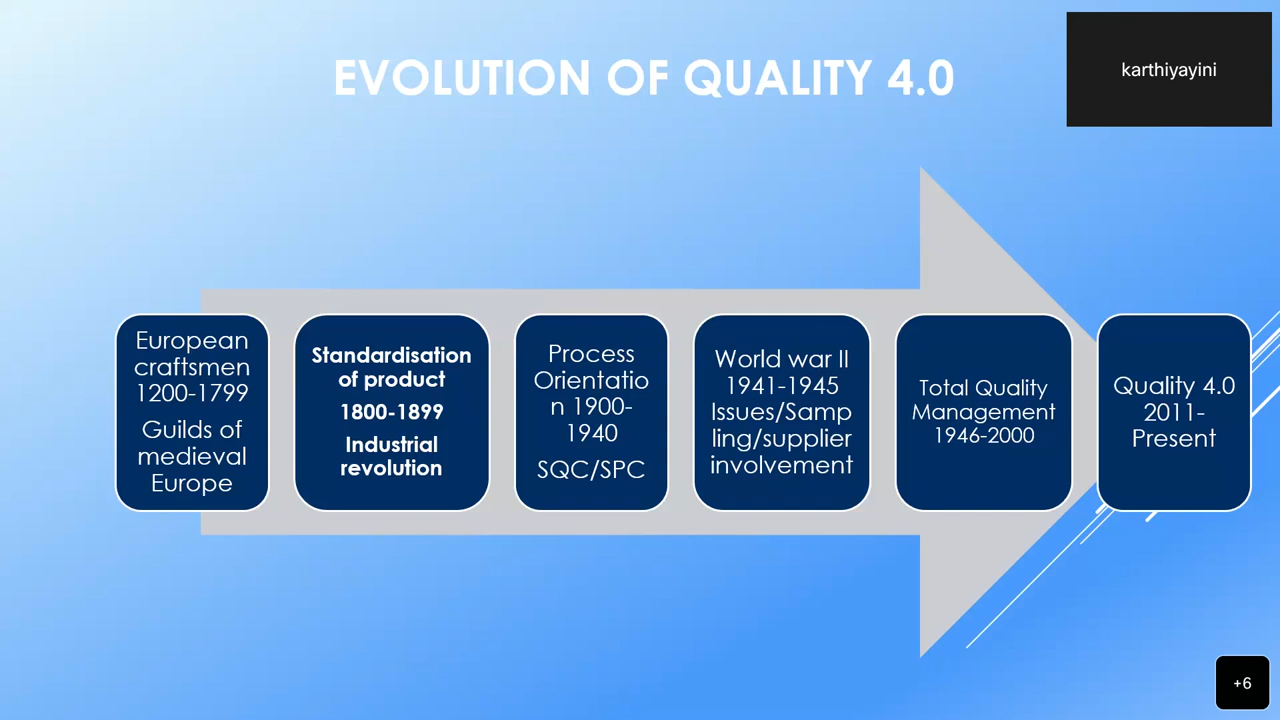 EVOLUTION OF QUALITY 4.0
karthiyayini
European
craftsmen
1200-1799
Guilds of
medieval
Europe
Standardisation
of product
1800-1899
Industrial
revolution
Process
Orientatio
n 1900-
1940
SQC/SPC
World war II
1941-1945
Issues/Samp
ling/supplier
involvement
Total Quality
Management
1946-2000
Quality 4.0
2011-
Present
+6